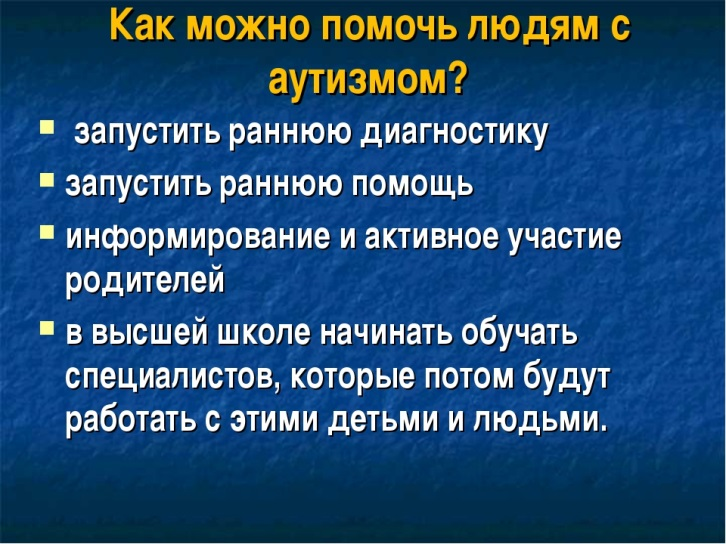 Как можно помочь людям с
аутизмом?
запустить раннюю диагностику
запустить раннюю помощь
информирование и активное участие
родителей
в высшей школе начинать обучать
специалистов, которые потом будут
работать с этими детьми и людьми.